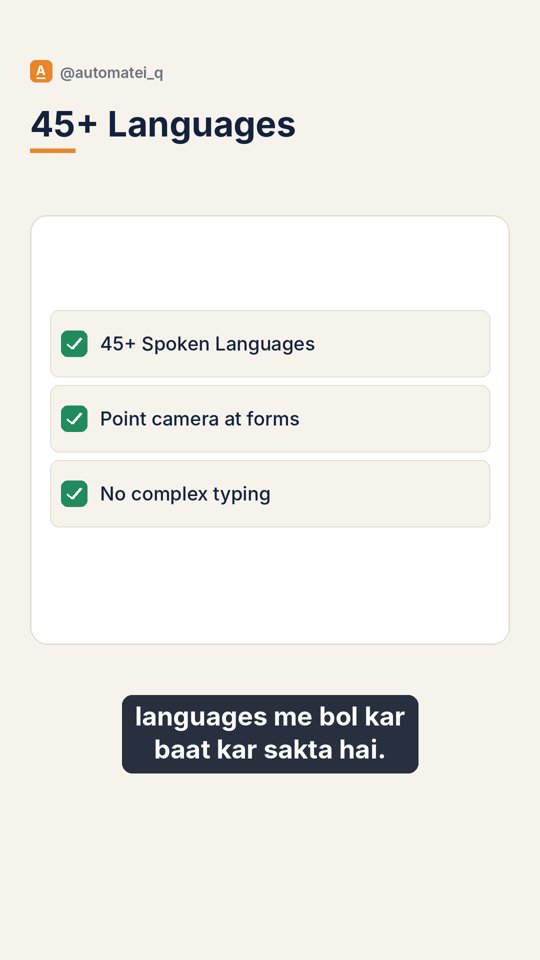 A @automatei_q
45+ Languages
45+ Spoken Languages
Point camera at forms
No complex typing
languages me bol kar
baat kar sakta hai.